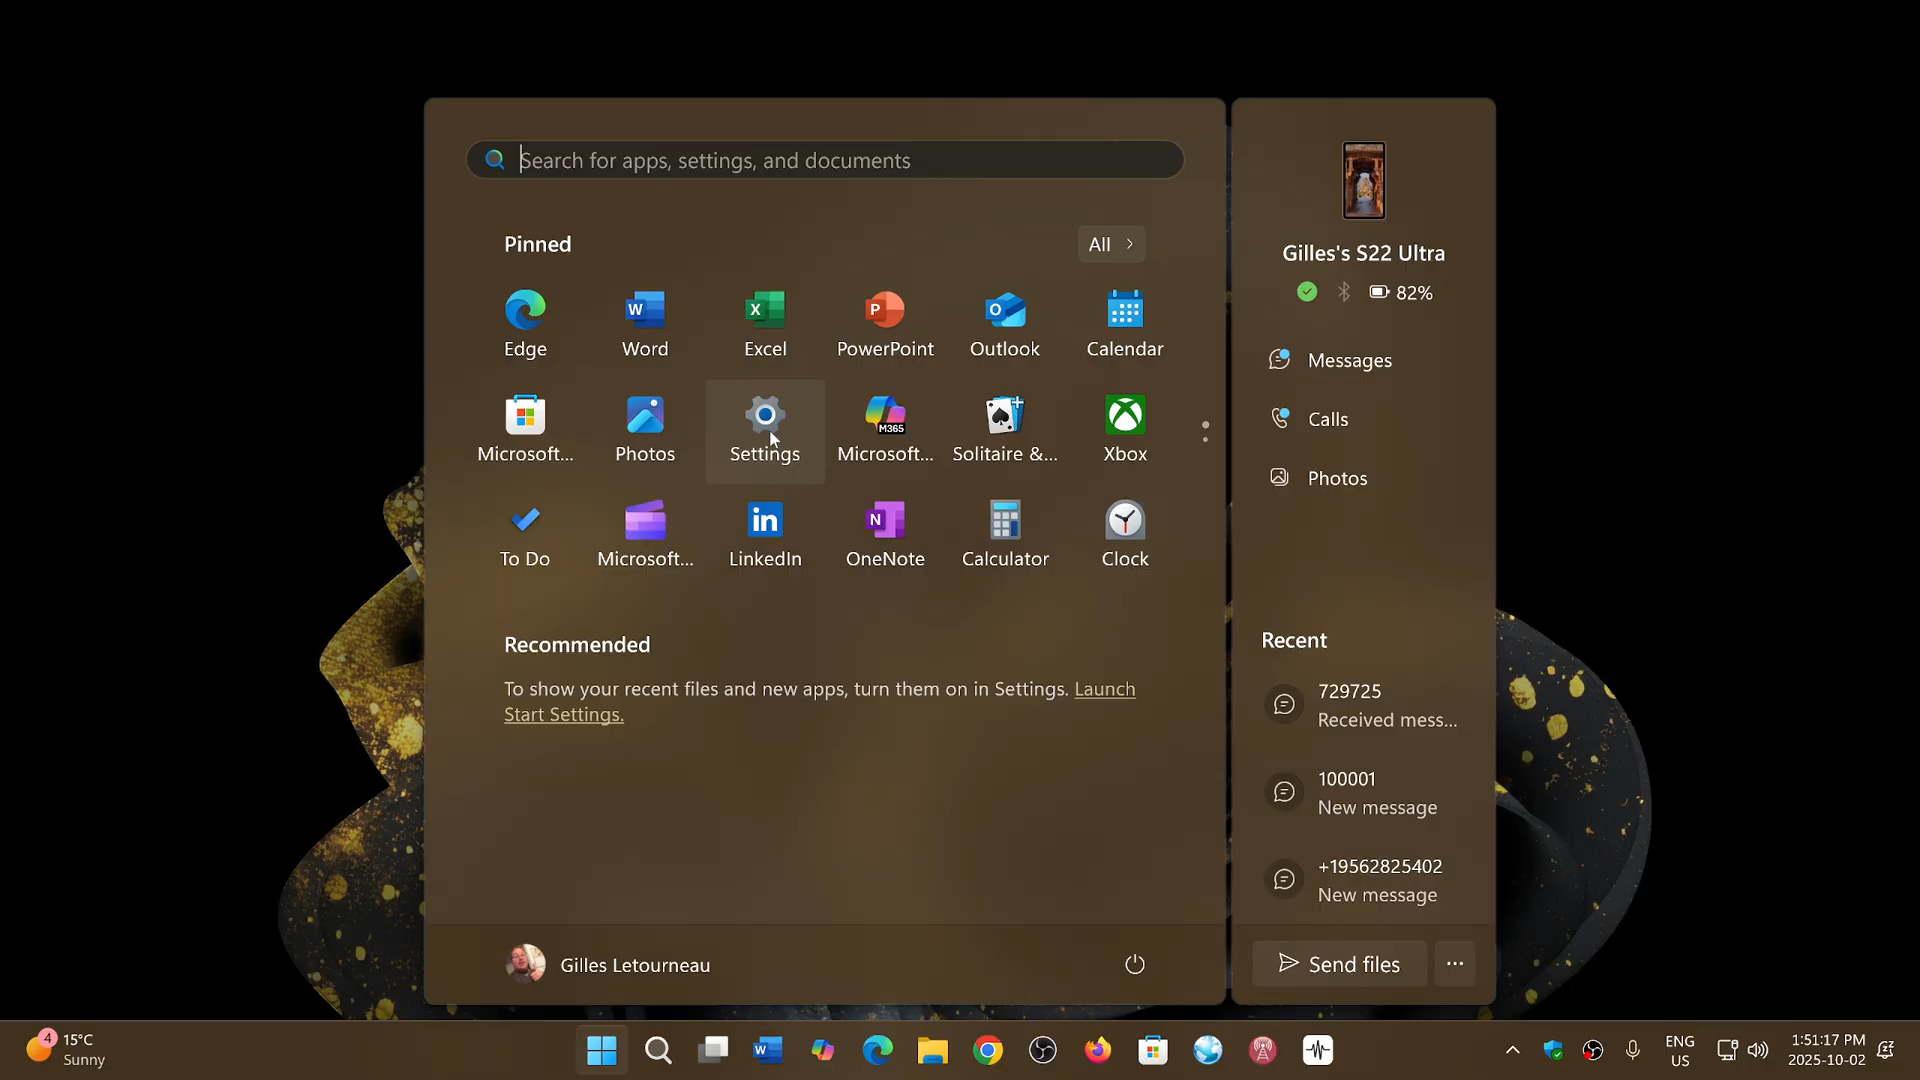 Search for apps, settings, and documents
Pinned
All
Edge
Word
Excel
PowerPoint
Outlook
Calendar
Microsoft...
Photos
Settings
Microsoft...
Solitaire &...
Xbox
M365
To Do
Microsoft...
LinkedIn
OneNote
Calculator
Clock
Recommended
To show your recent files and new apps, turn them on in Settings. Launch
Start Settings.
Gilles Letourneau
Gilles's S22 Ultra
82%
Messages
Calls
Photos
Recent
729725
Received mess...
100001
New message
+19562825402
New message
Send files
4
15°C
Sunny
ENG
US
1:51:17 PM
2025-10-02